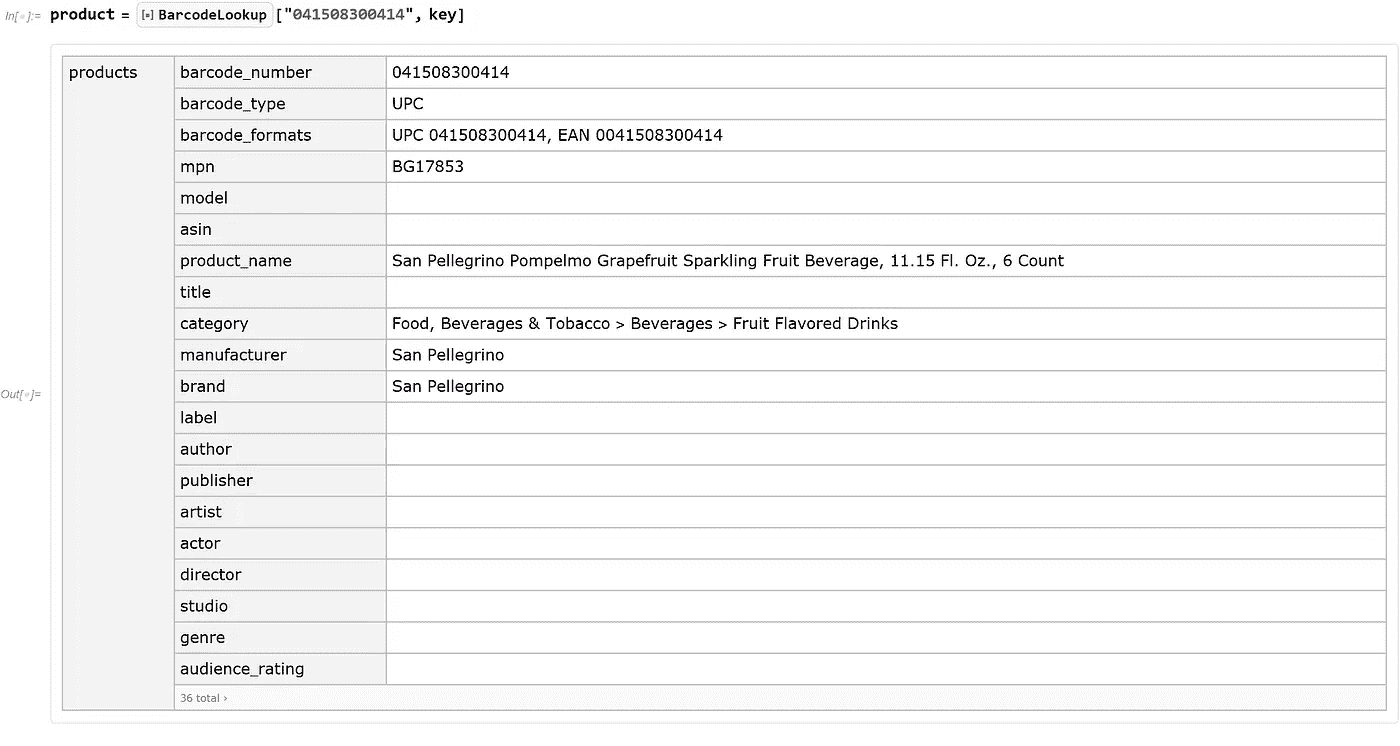 In[∘]:= product = [▪] BarcodeLookup ["041508300414", key]
products barcode_number 041508300414
barcode_type UPC
barcode_formats UPC 041508300414, EAN 0041508300414
mpn BG17853
model
asin
product_name San Pellegrino Pompelmo Grapefruit Sparkling Fruit Beverage, 11.15 Fl. Oz., 6 Count
title
category Food, Beverages & Tobacco > Beverages > Fruit Flavored Drinks
manufacturer San Pellegrino
Out[∘]= brand San Pellegrino
label
author
publisher
artist
actor
director
studio
genre
audience_rating
36 total ›